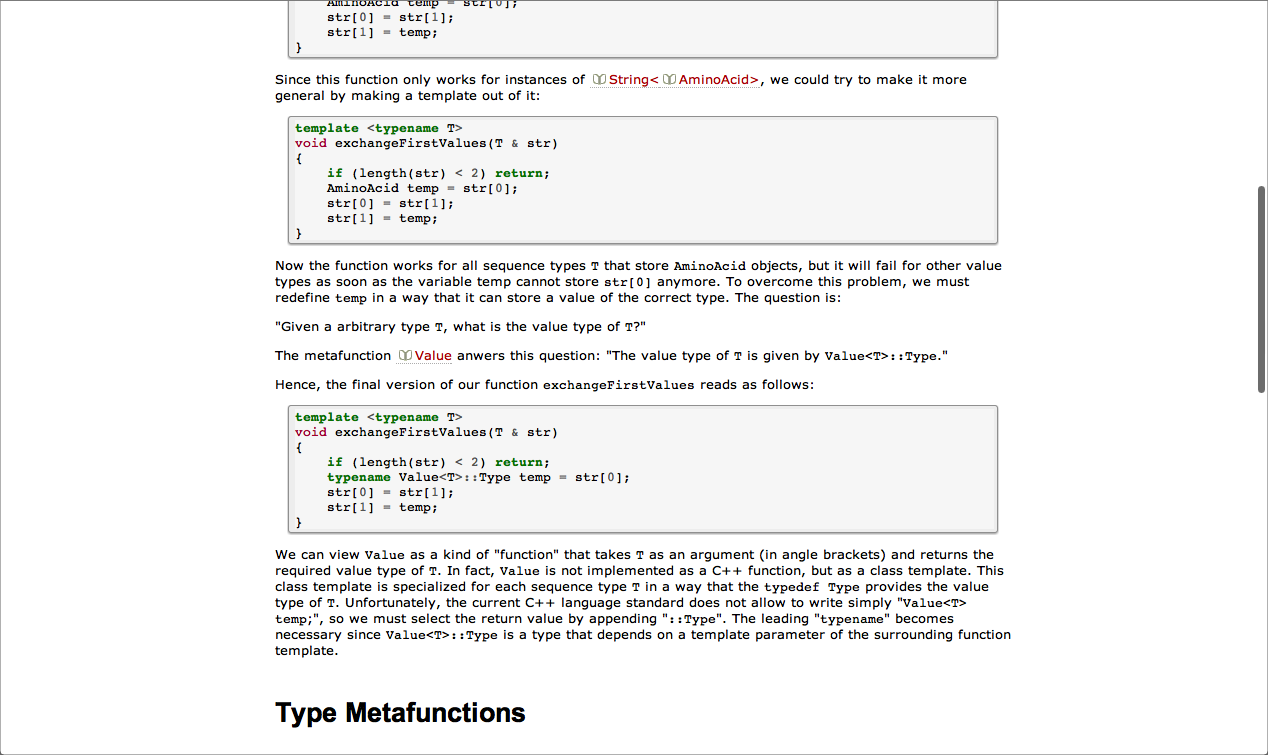 AminoAcid temp = str[0];
str[0] = str[1];
str[1] = temp;
}
Since this function only works for instances of String< AminoAcid>, we could try to make it more
general by making a template out of it:
template <typename T>
void exchangeFirstValues(T & str)
{
if (length(str) < 2) return;
AminoAcid temp = str[0];
str[0] = str[1];
str[1] = temp;
}
Now the function works for all sequence types T that store AminoAcid objects, but it will fail for other value
types as soon as the variable temp cannot store str[0] anymore. To overcome this problem, we must
redefine temp in a way that it can store a value of the correct type. The question is:
"Given a arbitrary type T, what is the value type of T?"
The metafunction Value anwers this question: "The value type of T is given by Value<T>::Type."
Hence, the final version of our function exchangeFirstValues reads as follows:
template <typename T>
void exchangeFirstValues(T & str)
{
if (length(str) < 2) return;
typename Value<T>::Type temp = str[0];
str[0] = str[1];
str[1] = temp;
}
We can view Value as a kind of "function" that takes T as an argument (in angle brackets) and returns the
required value type of T. In fact, Value is not implemented as a C++ function, but as a class template. This
class template is specialized for each sequence type T in a way that the typedef Type provides the value
type of T. Unfortunately, the current C++ language standard does not allow to write simply "Value<T>
temp;", so we must select the return value by appending "::Type". The leading "typename" becomes
necessary since Value<T>::Type is a type that depends on a template parameter of the surrounding function
template.
Type Metafunctions